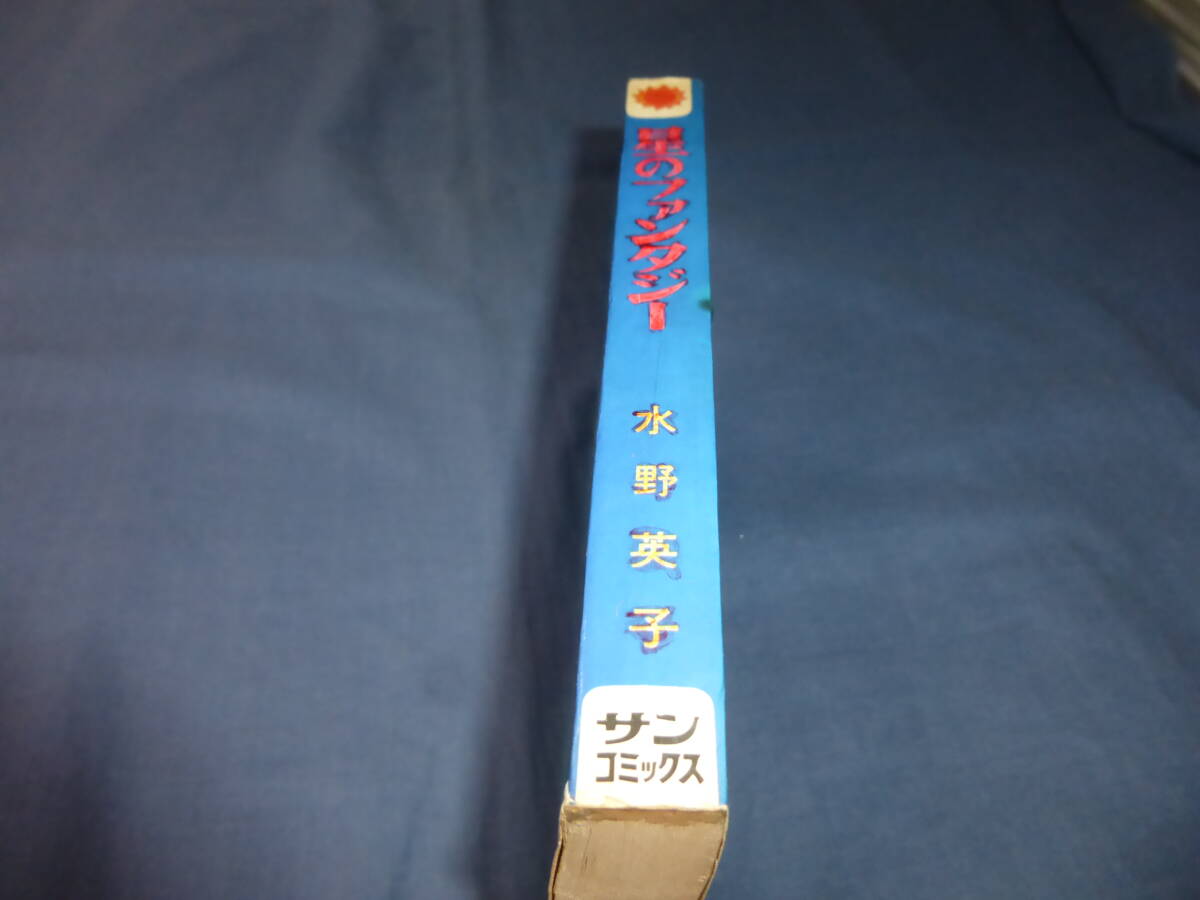 星のファンタジー
水野英子
サン
コミックス